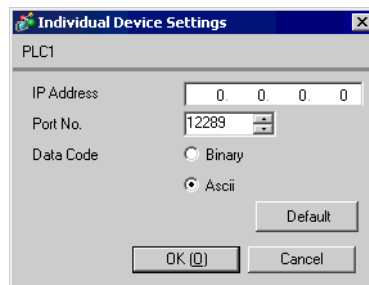 Individual Device Settings
PLC1
IP Address 0. 0. 0. 0
Port No. 12289
Data Code Binary
Ascii
Default
OK (O) Cancel